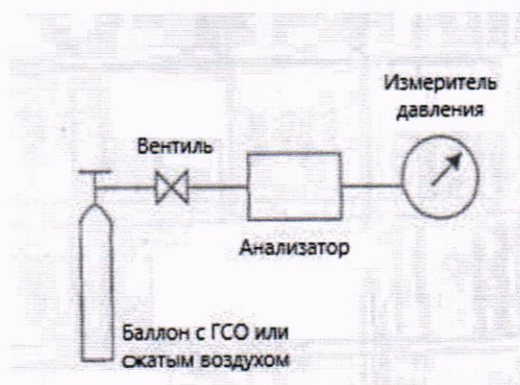 Измеритель
давления
Вентиль
Анализатор
Баллон с ГСО или
сжатым воздухом